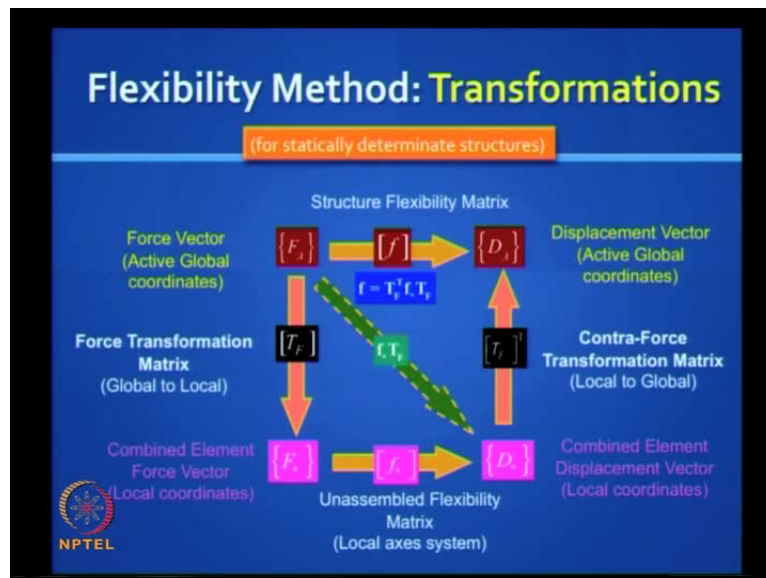 Flexibility Method: Transformations
(for statically determinate structures)
Structure Flexibility Matrix
Force Vector
(Active Global
coordinates)
{F_A}
[f]
{D_A}
Displacement Vector
(Active Global
coordinates)
f = T_F^T f_* T_F
Force Transformation
Matrix
(Global to Local)
[T_F]
f_* T_F
[T_F]^T
Contra-Force
Transformation Matrix
(Local to Global)
Combined Element
Force Vector
(Local coordinates)
{F_*}
[f_*]
{D_*}
Combined Element
Displacement Vector
(Local coordinates)
Unassembled Flexibility
Matrix
(Local axes system)
NPTEL